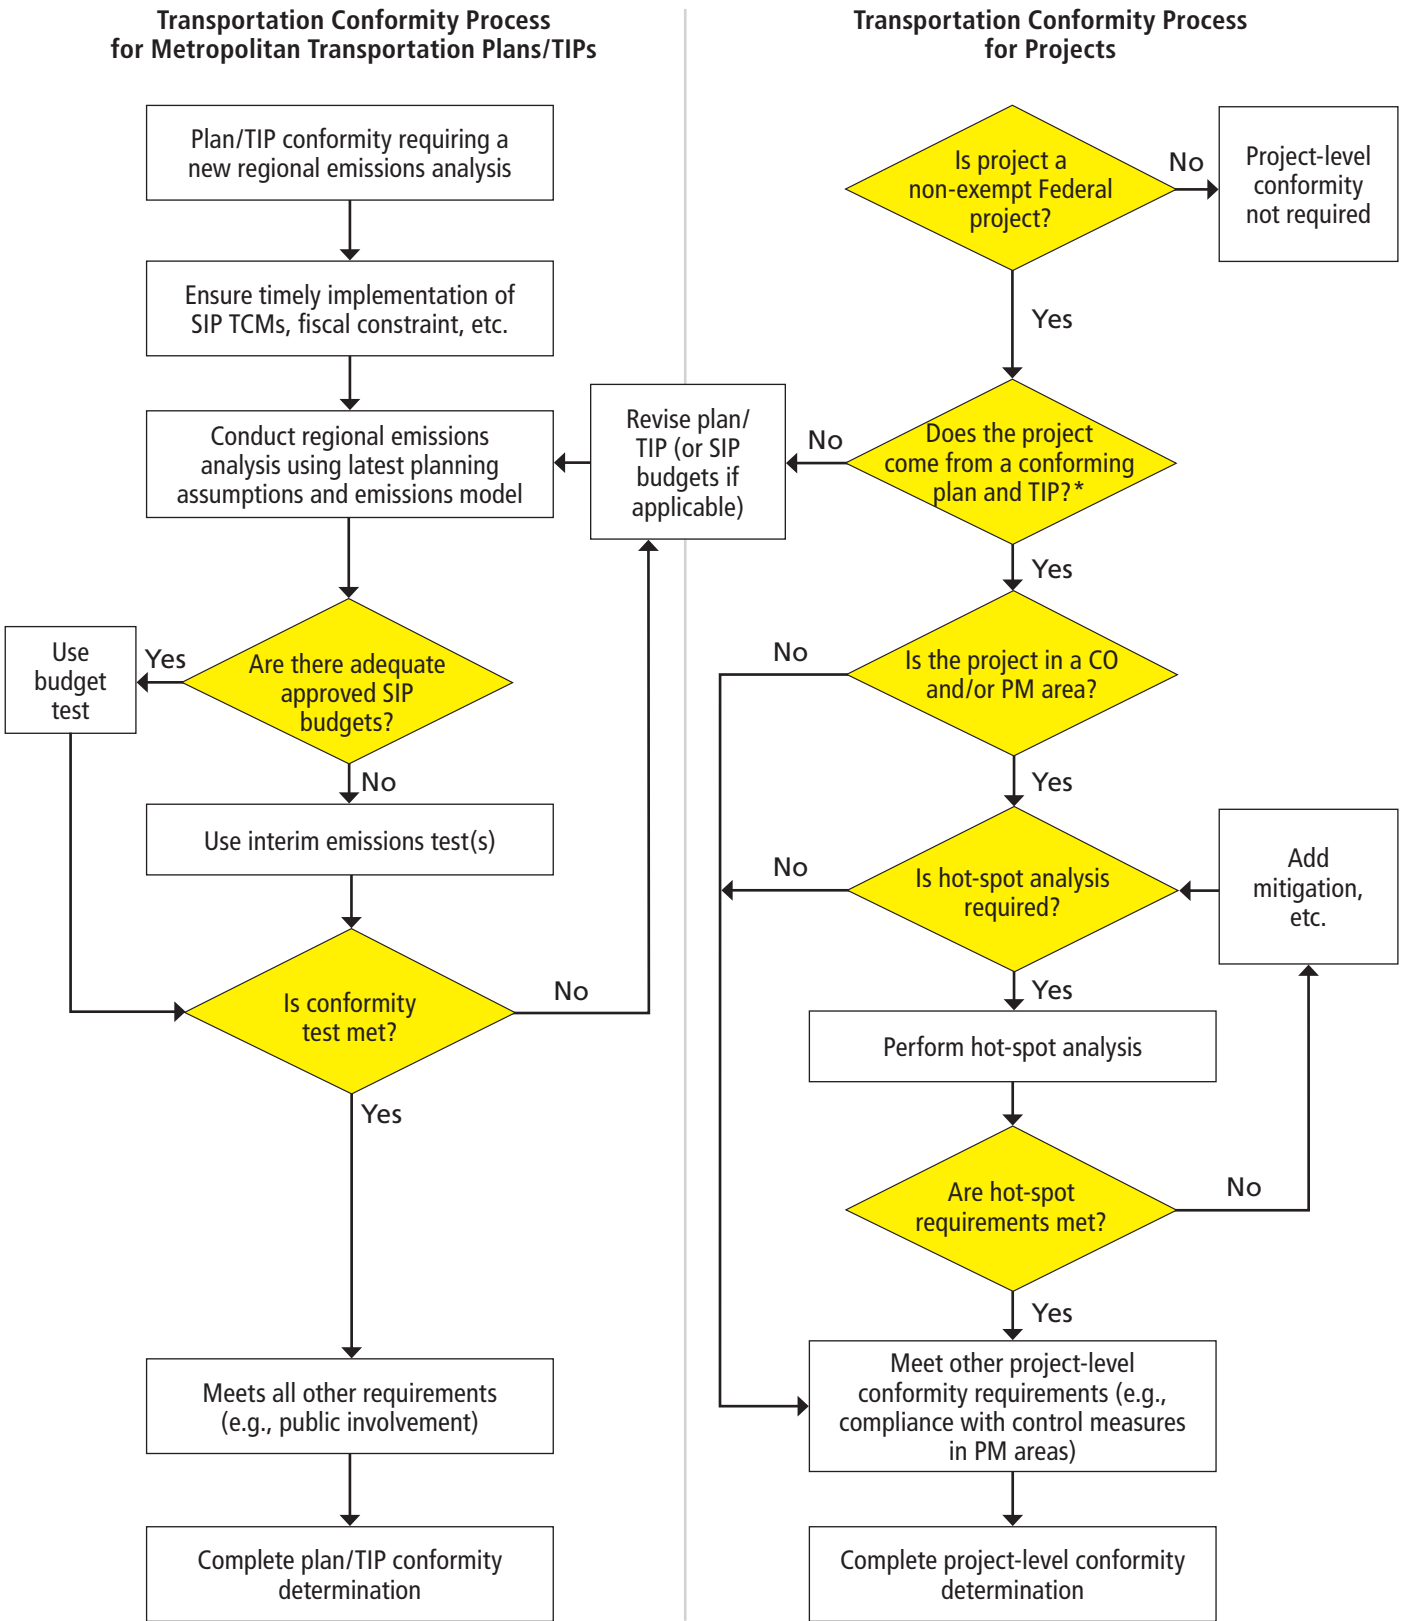 Transportation Conformity Process
for Metropolitan Transportation Plans/TIPs
Plan/TIP conformity requiring a
new regional emissions analysis
Ensure timely implementation of
SIP TCMs, fiscal constraint, etc.
Conduct regional emissions
analysis using latest planning
assumptions and emissions model
Revise plan/
TIP (or SIP
budgets if
applicable)
Are there adequate
approved SIP
budgets?
Yes
Use
budget
test
No
Use interim emissions test(s)
Is conformity
test met?
No
Yes
Meets all other requirements
(e.g., public involvement)
Complete plan/TIP conformity
determination
Transportation Conformity Process
for Projects
Is project a
non-exempt Federal
project?
No
Project-level
conformity
not required
Yes
Does the project
come from a conforming
plan and TIP?*
No
Yes
Is the project in a CO
and/or PM area?
No
Yes
Is hot-spot analysis
required?
No
Add
mitigation,
etc.
Yes
Perform hot-spot analysis
Are hot-spot
requirements met?
No
Yes
Meet other project-level
conformity requirements (e.g.,
compliance with control measures
in PM areas)
Complete project-level conformity
determination